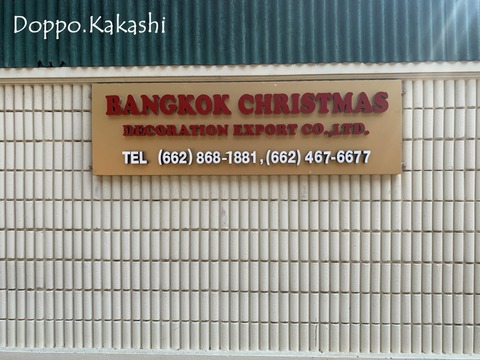 Doppo.Kakashi
BANGKOK CHRISTMAS
DECORATION EXPORT CO.,LTD.
TEL (662) 868-1881, (662) 467-6677